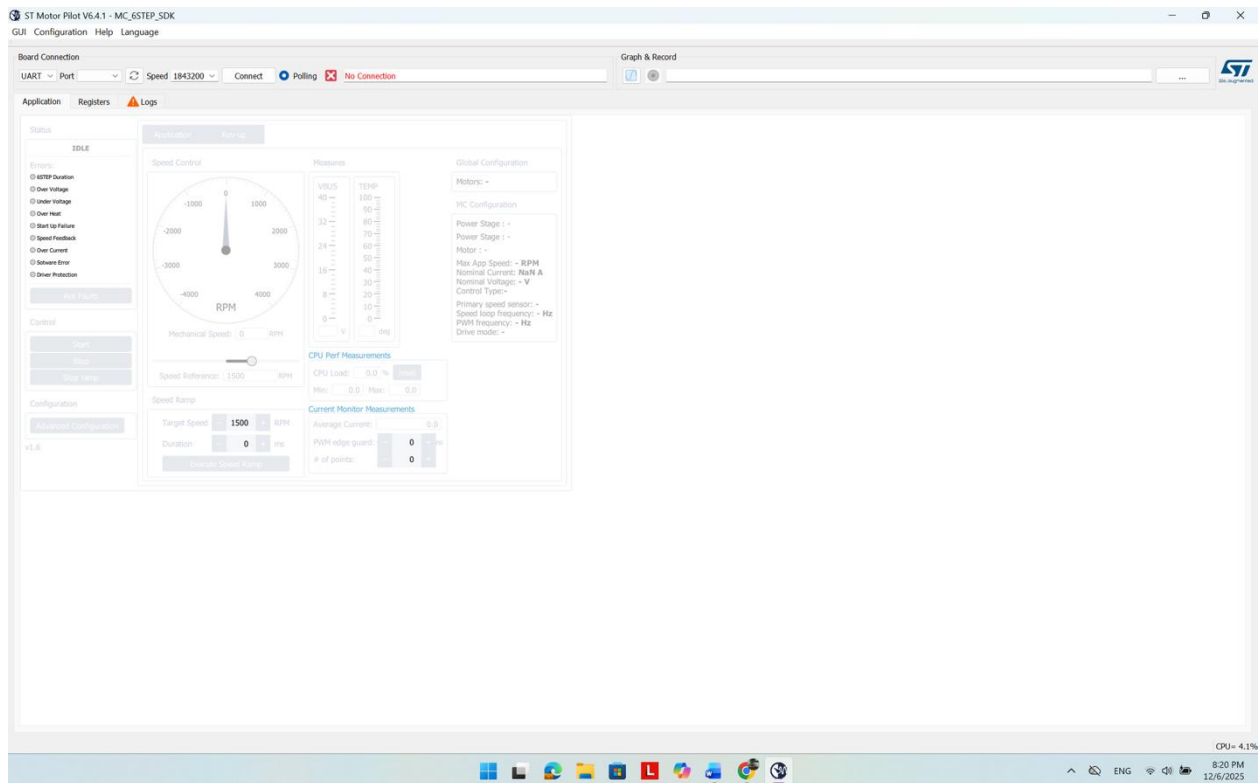 ST Motor Pilot V6.4.1 - MC_6STEP_SDK
GUI Configuration Help Language
Board Connection
UART Port Speed 1843200 Connect Polling No Connection
Graph & Record
...
ST
life.augmented
Application Registers Logs
Status
IDLE
Errors:
6STEP Duration
Over Voltage
Under Voltage
Over Heat
Start Up Failure
Speed Feedback
Over Current
Sotware Error
Driver Protection
Ack Faults
Control
Start
Stop
Stop ramp
Configuration
Advanced Configuration
v1.6
Application Rev-up
Speed Control
0
-1000 1000
-2000 2000
-3000 3000
-4000 4000
RPM
Mechanical Speed: 0 RPM
Speed Reference: 1500 RPM
Speed Ramp
Target Speed - 1500 + RPM
Duration - 0 + ms
Execute Speed Ramp
Measures
VBUS
40
32
24
16
8
0
V
TEMP
100
90
80
70
60
50
40
30
20
10
0
deg
CPU Perf Measurements
CPU Load: 0.0 % reset
Min: 0.0 Max: 0.0
Current Monitor Measurements
Average Current: 0.0
PWM edge guard: - 0 +
# of points: - 0 +
Global Configuration
Motors: -
MC Configuration
Power Stage : -
Power Stage : -
Motor : -
Max App Speed: - RPM
Nominal Current: NaN A
Nominal Voltage: - V
Control Type:-
Primary speed sensor: -
Speed loop frequency: - Hz
PWM frequency: - Hz
Drive mode: -
CPU= 4.1%
L
ENG
8:20 PM
12/6/2025